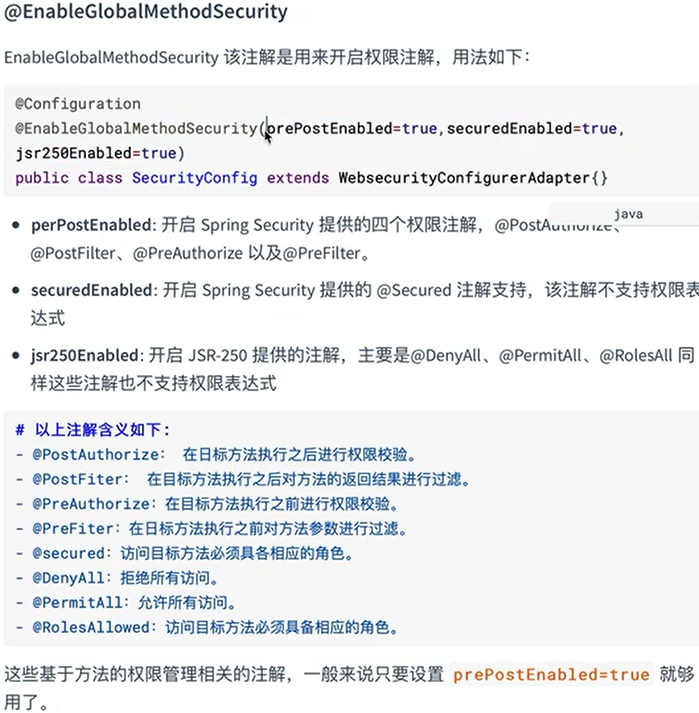 @EnableGlobalMethodSecurity
EnableGlobalMethodSecurity 该注解是用来开启权限注解，用法如下：
@Configuration
@EnableGlobalMethodSecurity(prePostEnabled=true,securedEnabled=true,
jsr250Enabled=true)
public class SecurityConfig extends WebsecurityConfigurerAdapter{}
java
• perPostEnabled: 开启 Spring Security 提供的四个权限注解，@PostAuthorize、
@PostFilter、@PreAuthorize 以及@PreFilter。
• securedEnabled: 开启 Spring Security 提供的 @Secured 注解支持，该注解不支持权限表
达式
• jsr250Enabled: 开启 JSR-250 提供的注解，主要是@DenyAll、@PermitAll、@RolesAll 同
样这些注解也不支持权限表达式
# 以上注解含义如下：
- @PostAuthorize： 在日标方法执行之后进行权限校验。
- @PostFiter： 在目标方法执行之后对方法的返回结果进行过滤。
- @PreAuthorize：在目标方法执行之前进行权限校验。
- @PreFiter：在日标方法执行之前对方法参数进行过滤。
- @secured：访问目标方法必须具各相应的角色。
- @DenyAll：拒绝所有访问。
- @PermitAll：允许所有访问。
- @RolesAllowed：访问目标方法必须具备相应的角色。
这些基于方法的权限管理相关的注解，一般来说只要设置 prePostEnabled=true 就够
用了。